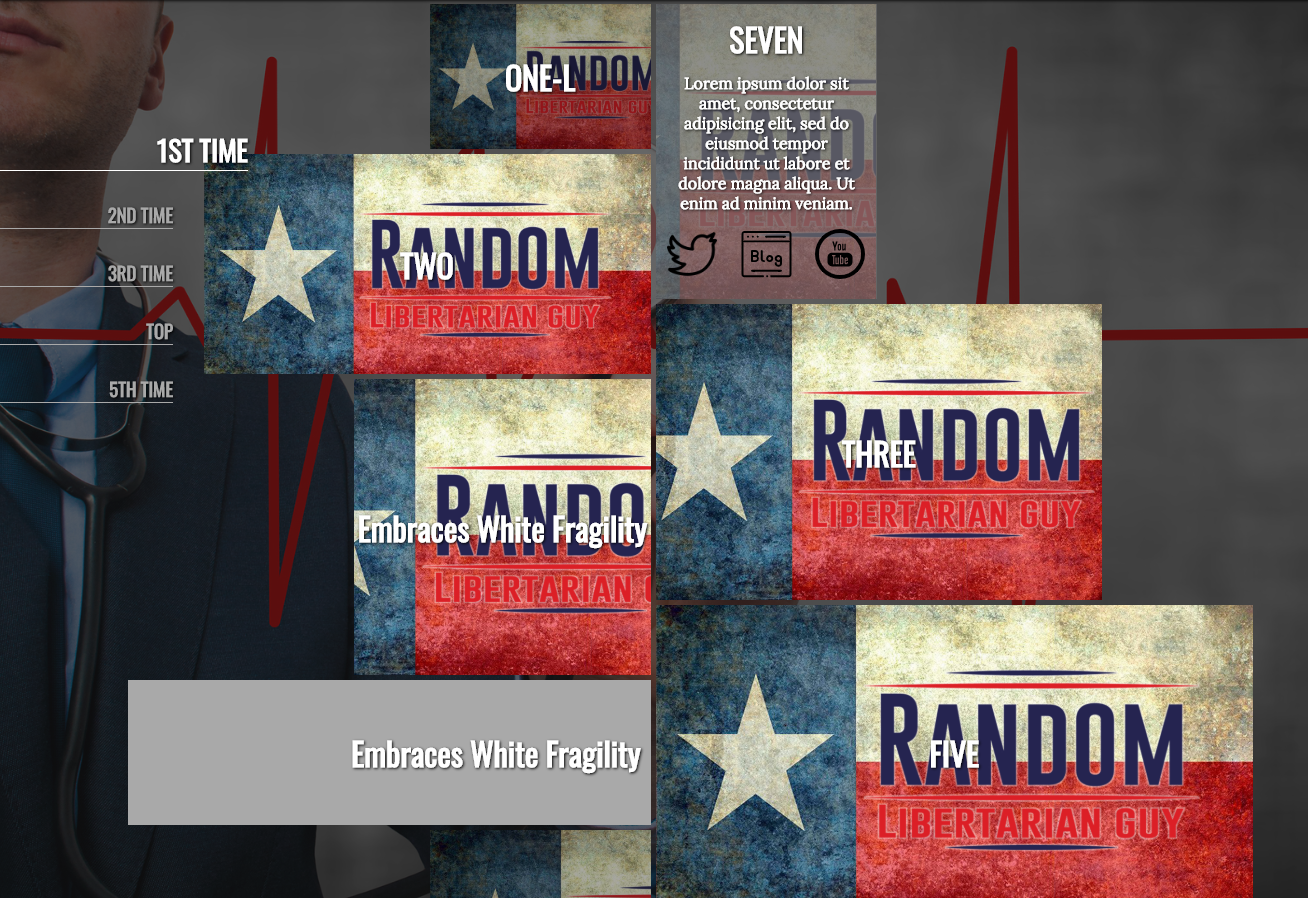 1ST TIME
2ND TIME
3RD TIME
TOP
5TH TIME
ONE-L
RANDOM
LIBERTARIAN GU
TWO
RANDOM
LIBERTARIAN GUY
Embraces White Fragility
RANDO
LIBERTARIAN
Embraces White Fragility
SEVEN
Lorem ipsum dolor sit
amet, consectetur
adipisicing elit, sed do
eiusmod tempor
incididunt ut labore et
dolore magna aliqua. Ut
enim ad minim veniam.
Blog
You
Tube
THREE
RANDOM
LIBERTARIAN GUY
FIVE
RANDOM
LIBERTARIAN GUY